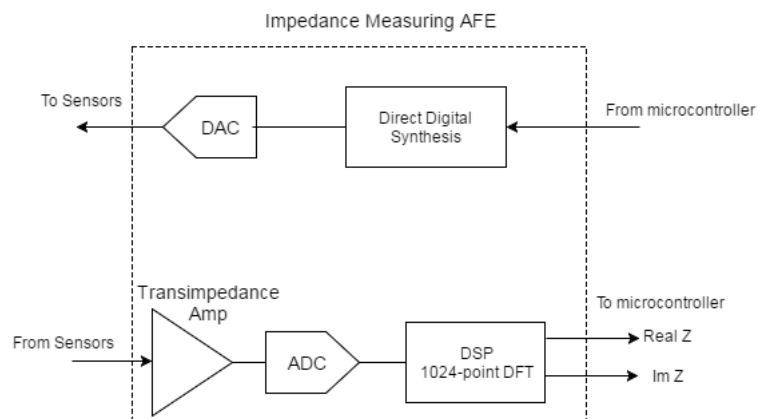 Impedance Measuring AFE
To Sensors
DAC
Direct Digital
Synthesis
From microcontroller
Transimpedance
Amp
From Sensors
ADC
DSP
1024-point DFT
To microcontroller
Real Z
Im Z